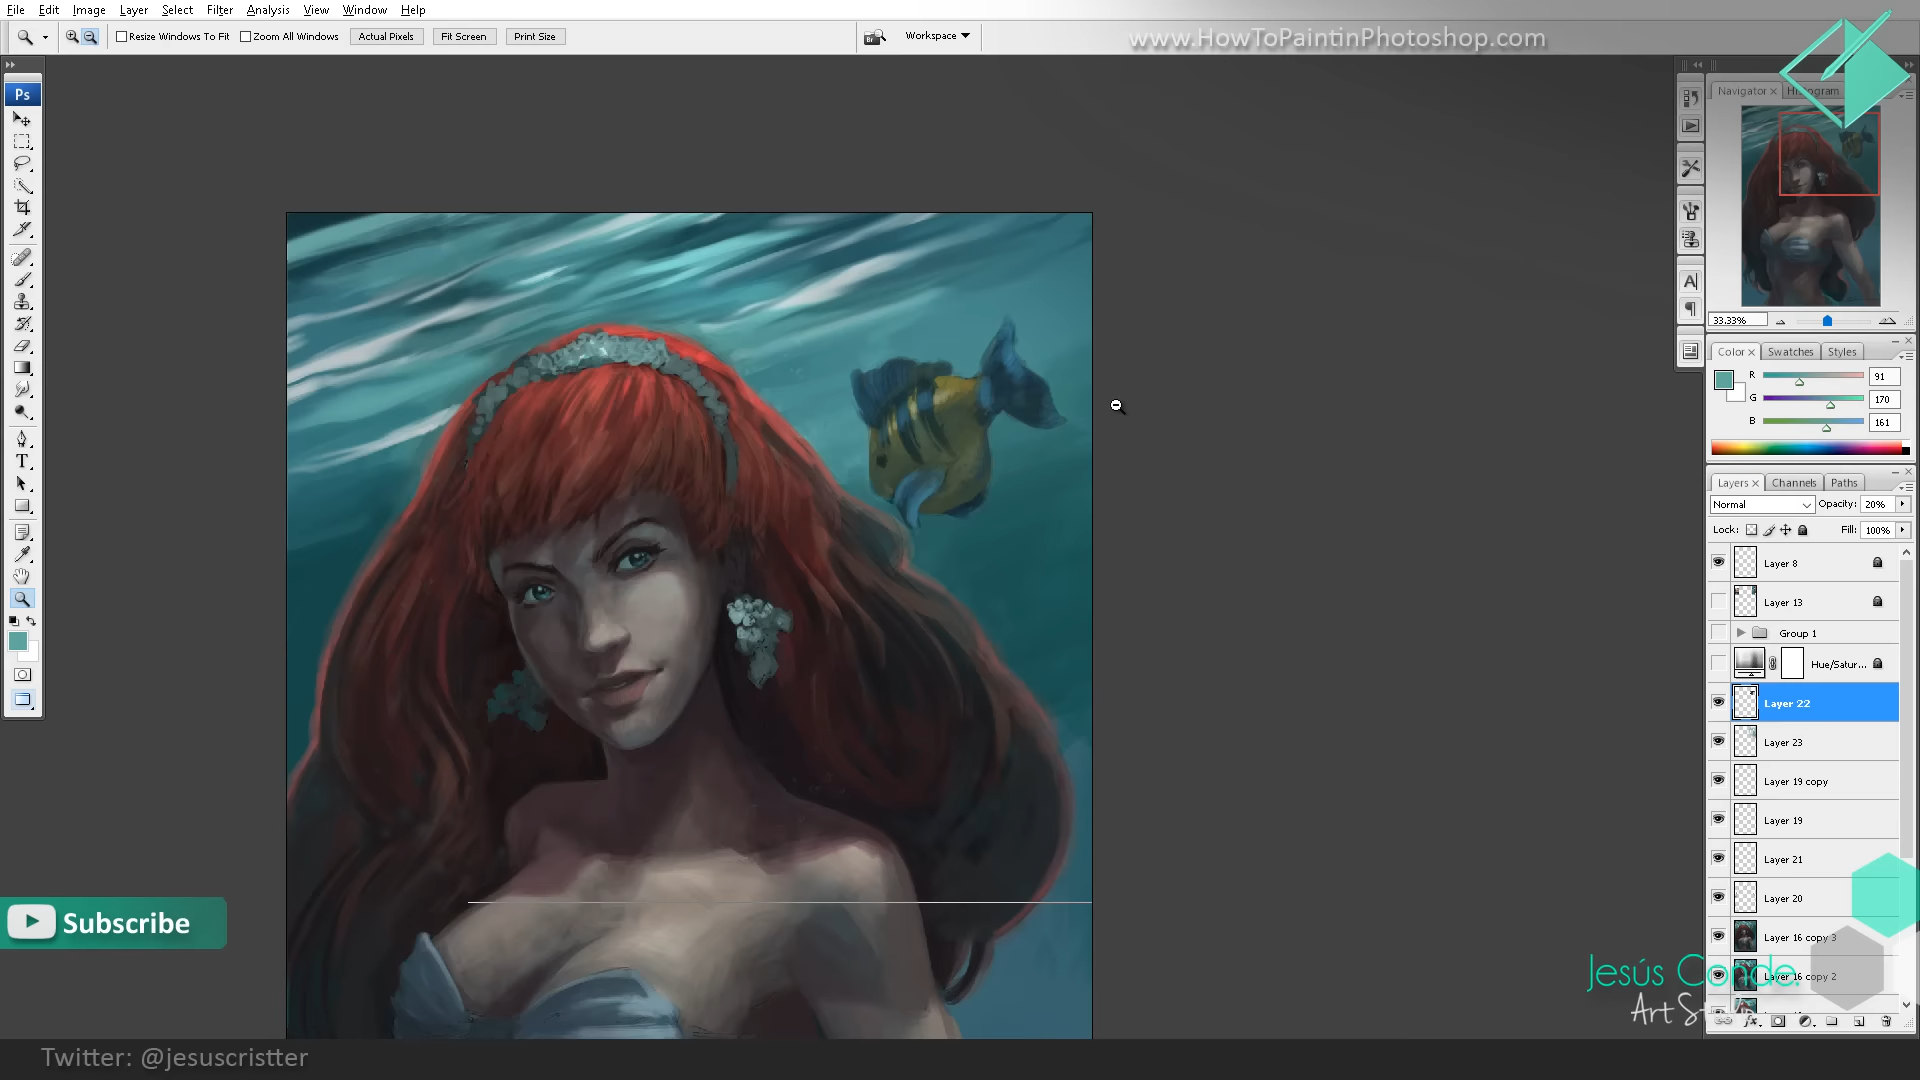 File Edit Image Layer Select Filter Analysis View Window Help
Resize Windows To Fit Zoom All Windows Actual Pixels Fit Screen Print Size Br Workspace www.HowToPaintinPhotoshop.com
Ps
Navigator Histogram
33.33%
Color Swatches Styles
R 91
G 170
B 161
Layers Channels Paths
Normal Opacity: 20%
Lock: Fill: 100%
Layer 8
Layer 13
Group 1
Hue/Satur...
Layer 22
Layer 23
Layer 19 copy
Layer 19
Layer 21
Layer 20
Layer 16 copy 3
Layer 16 copy 2
Subscribe
Jesús Conde.
Twitter: @jesuscristter